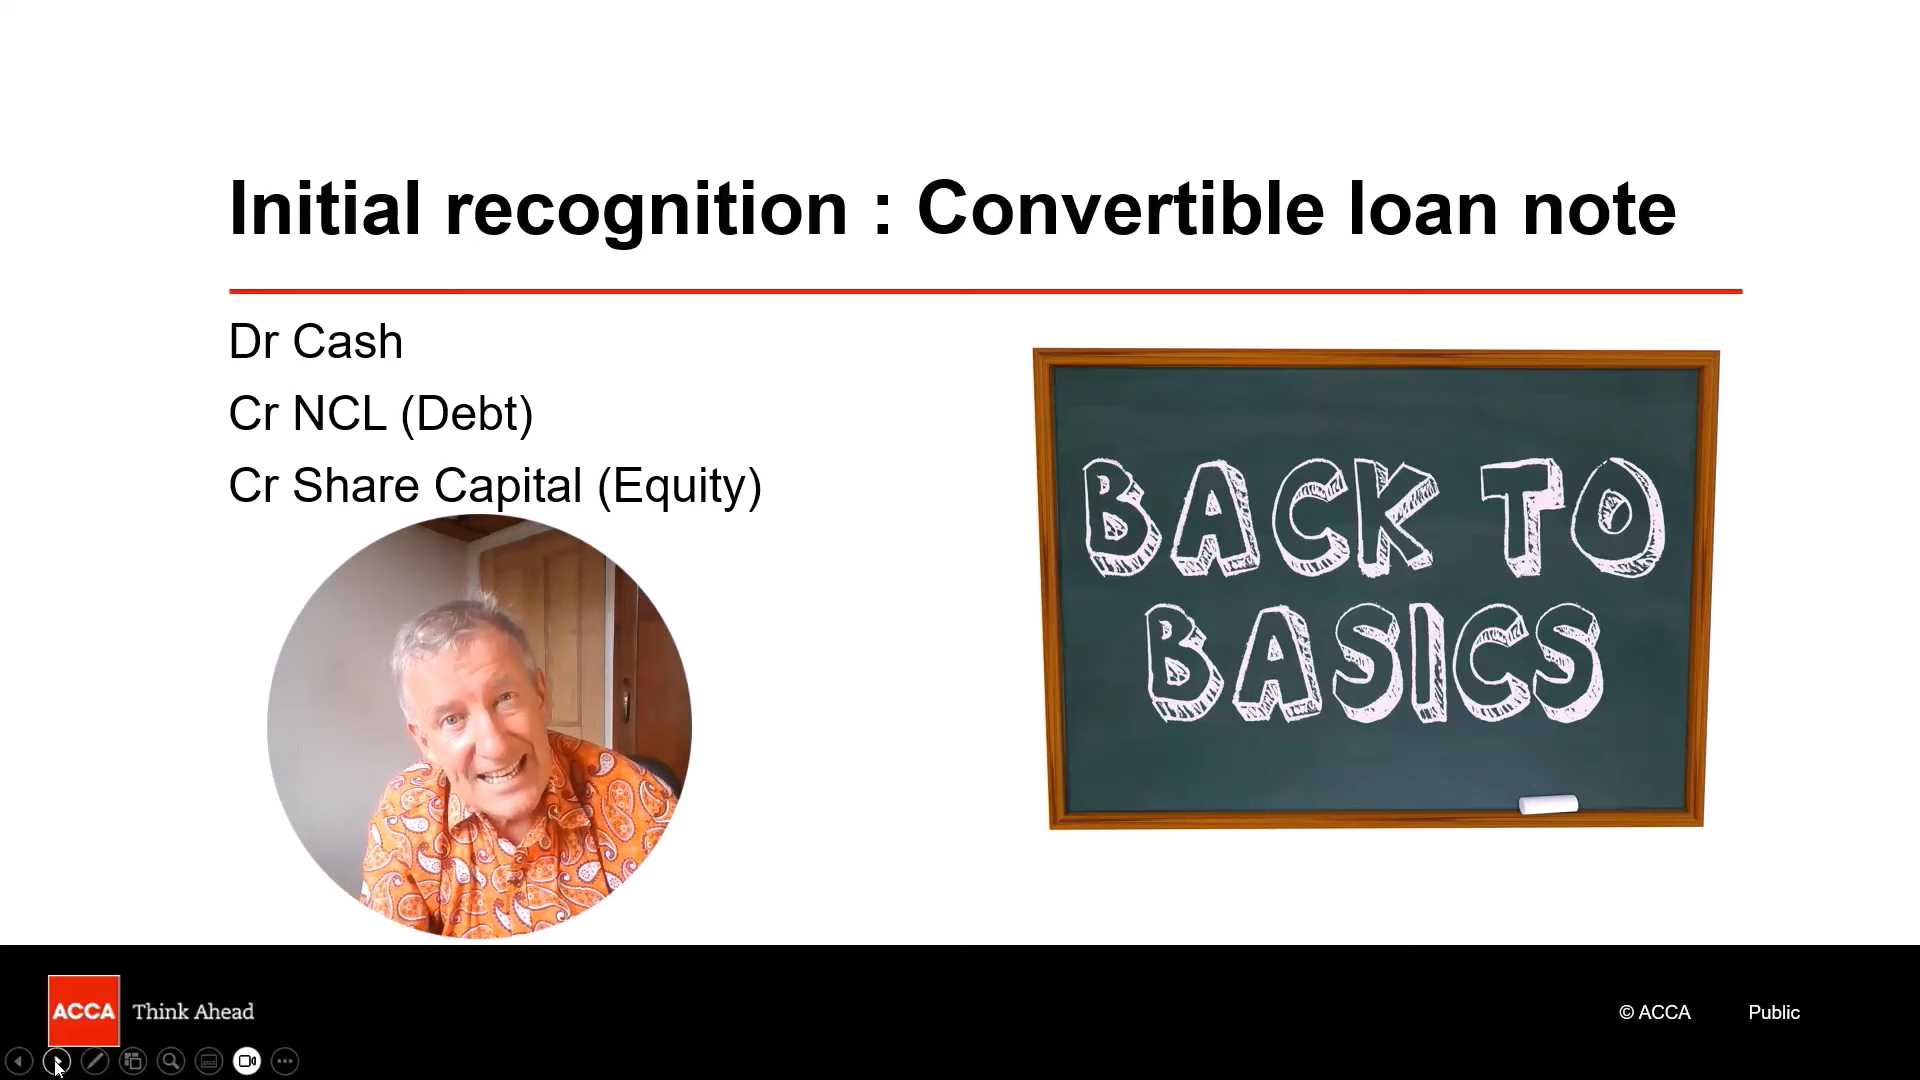 Initial recognition : Convertible loan note
Dr Cash
Cr NCL (Debt)
Cr Share Capital (Equity)
BACK TO
BASICS
ACCA Think Ahead
© ACCA Public